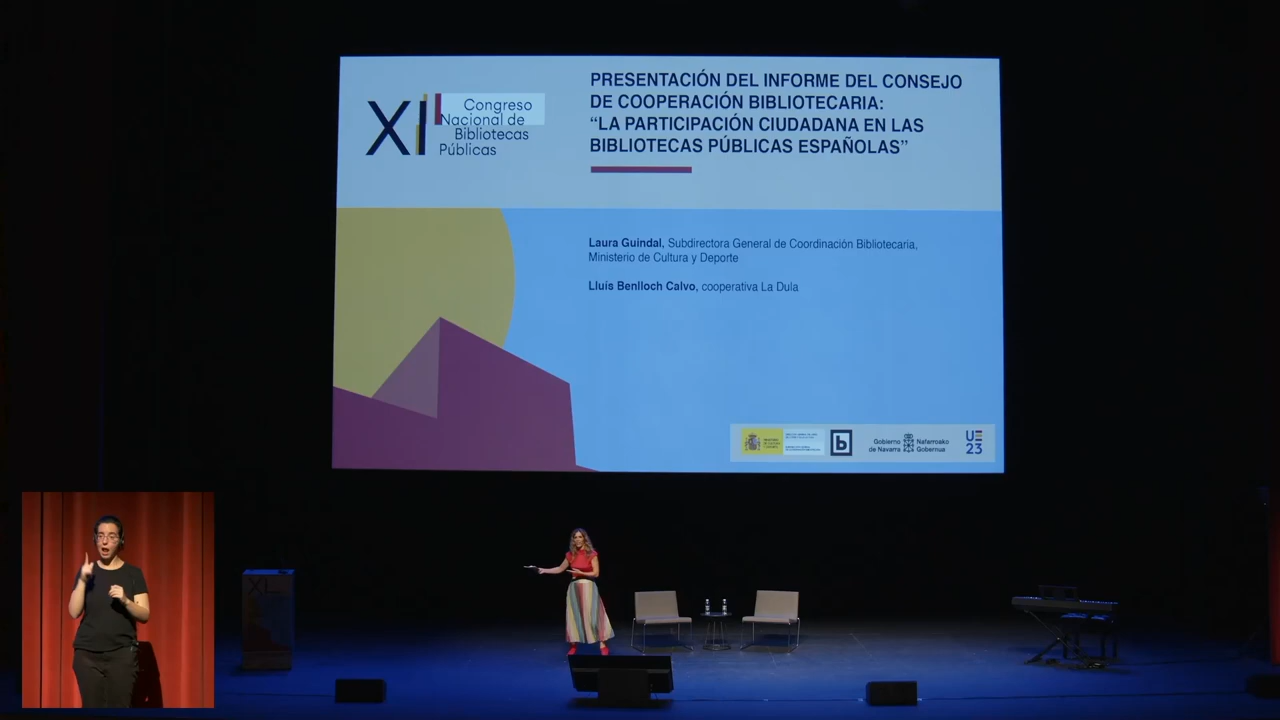 XI Congreso
Nacional de
Bibliotecas
Públicas
PRESENTACIÓN DEL INFORME DEL CONSEJO
DE COOPERACIÓN BIBLIOTECARIA:
“LA PARTICIPACIÓN CIUDADANA EN LAS
BIBLIOTECAS PÚBLICAS ESPAÑOLAS”
Laura Guindal, Subdirectora General de Coordinación Bibliotecaria,
Ministerio de Cultura y Deporte
Lluís Benlloch Calvo, cooperativa La Dula
b
Gobierno
de Navarra
Nafarroako
Gobernua
UE
23
XI